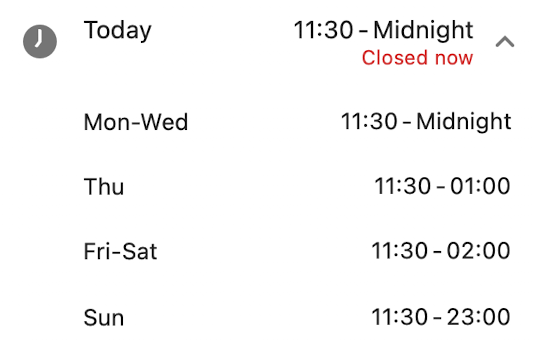 Today 11:30 - Midnight
Closed now
Mon-Wed 11:30 - Midnight
Thu 11:30 - 01:00
Fri-Sat 11:30 - 02:00
Sun 11:30 - 23:00